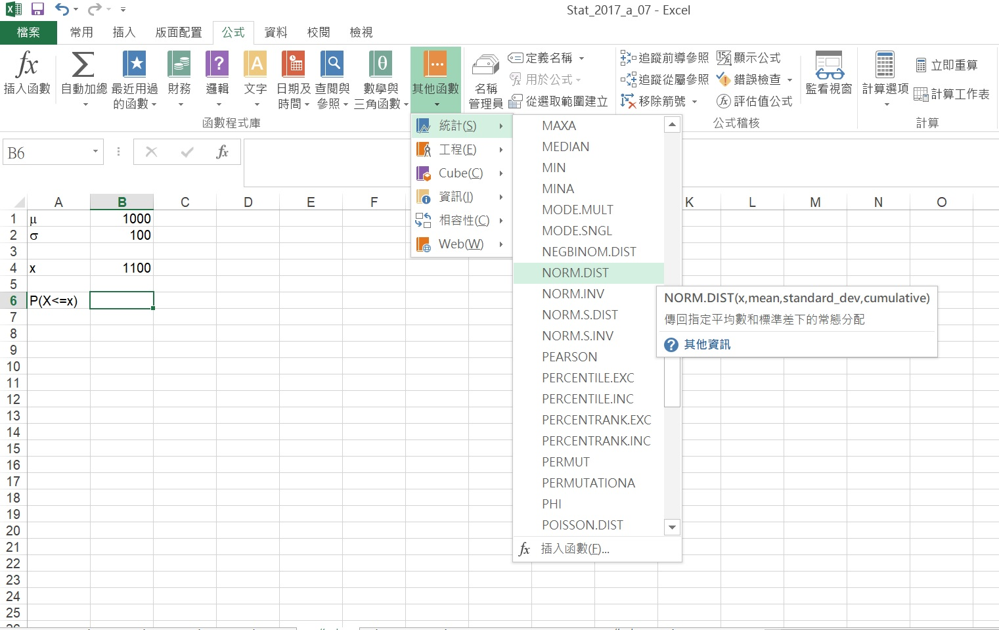 Stat_2017_a_07 - Excel
檔案 常用 插入 版面配置 公式 資料 校閱 檢視
fx 插入函數
Σ 自動加總
最近用過的函數
財務
? 邏輯
A 文字
日期及時間
查閱與參照
θ 數學與三角函數
其他函數
名稱管理員
定義名稱
用於公式
從選取範圍建立
追蹤前導參照
追蹤從屬參照
移除箭號
顯示公式
錯誤檢查
fx 評估值公式
監看視窗
計算選項
立即重算
計算工作表
函數程式庫
公式稽核
計算
B6
fx
統計(S)
工程(E)
Cube(C)
資訊(I)
相容性(C)
Web(W)
MAXA
MEDIAN
MIN
MINA
MODE.MULT
MODE.SNGL
NEGBINOM.DIST
NORM.DIST
NORM.INV
NORM.S.DIST
NORM.S.INV
PEARSON
PERCENTILE.EXC
PERCENTILE.INC
PERCENTRANK.EXC
PERCENTRANK.INC
PERMUT
PERMUTATIONA
PHI
POISSON.DIST
fx 插入函數(F)...
NORM.DIST(x,mean,standard_dev,cumulative)
傳回指定平均數和標準差下的常態分配
? 其他資訊
A B C D E F K L M N O
1 μ 1000
2 σ 100
3
4 x 1100
5
6 P(X<=x)
7
8
9
10
11
12
13
14
15
16
17
18
19
20
21
22
23
24
25